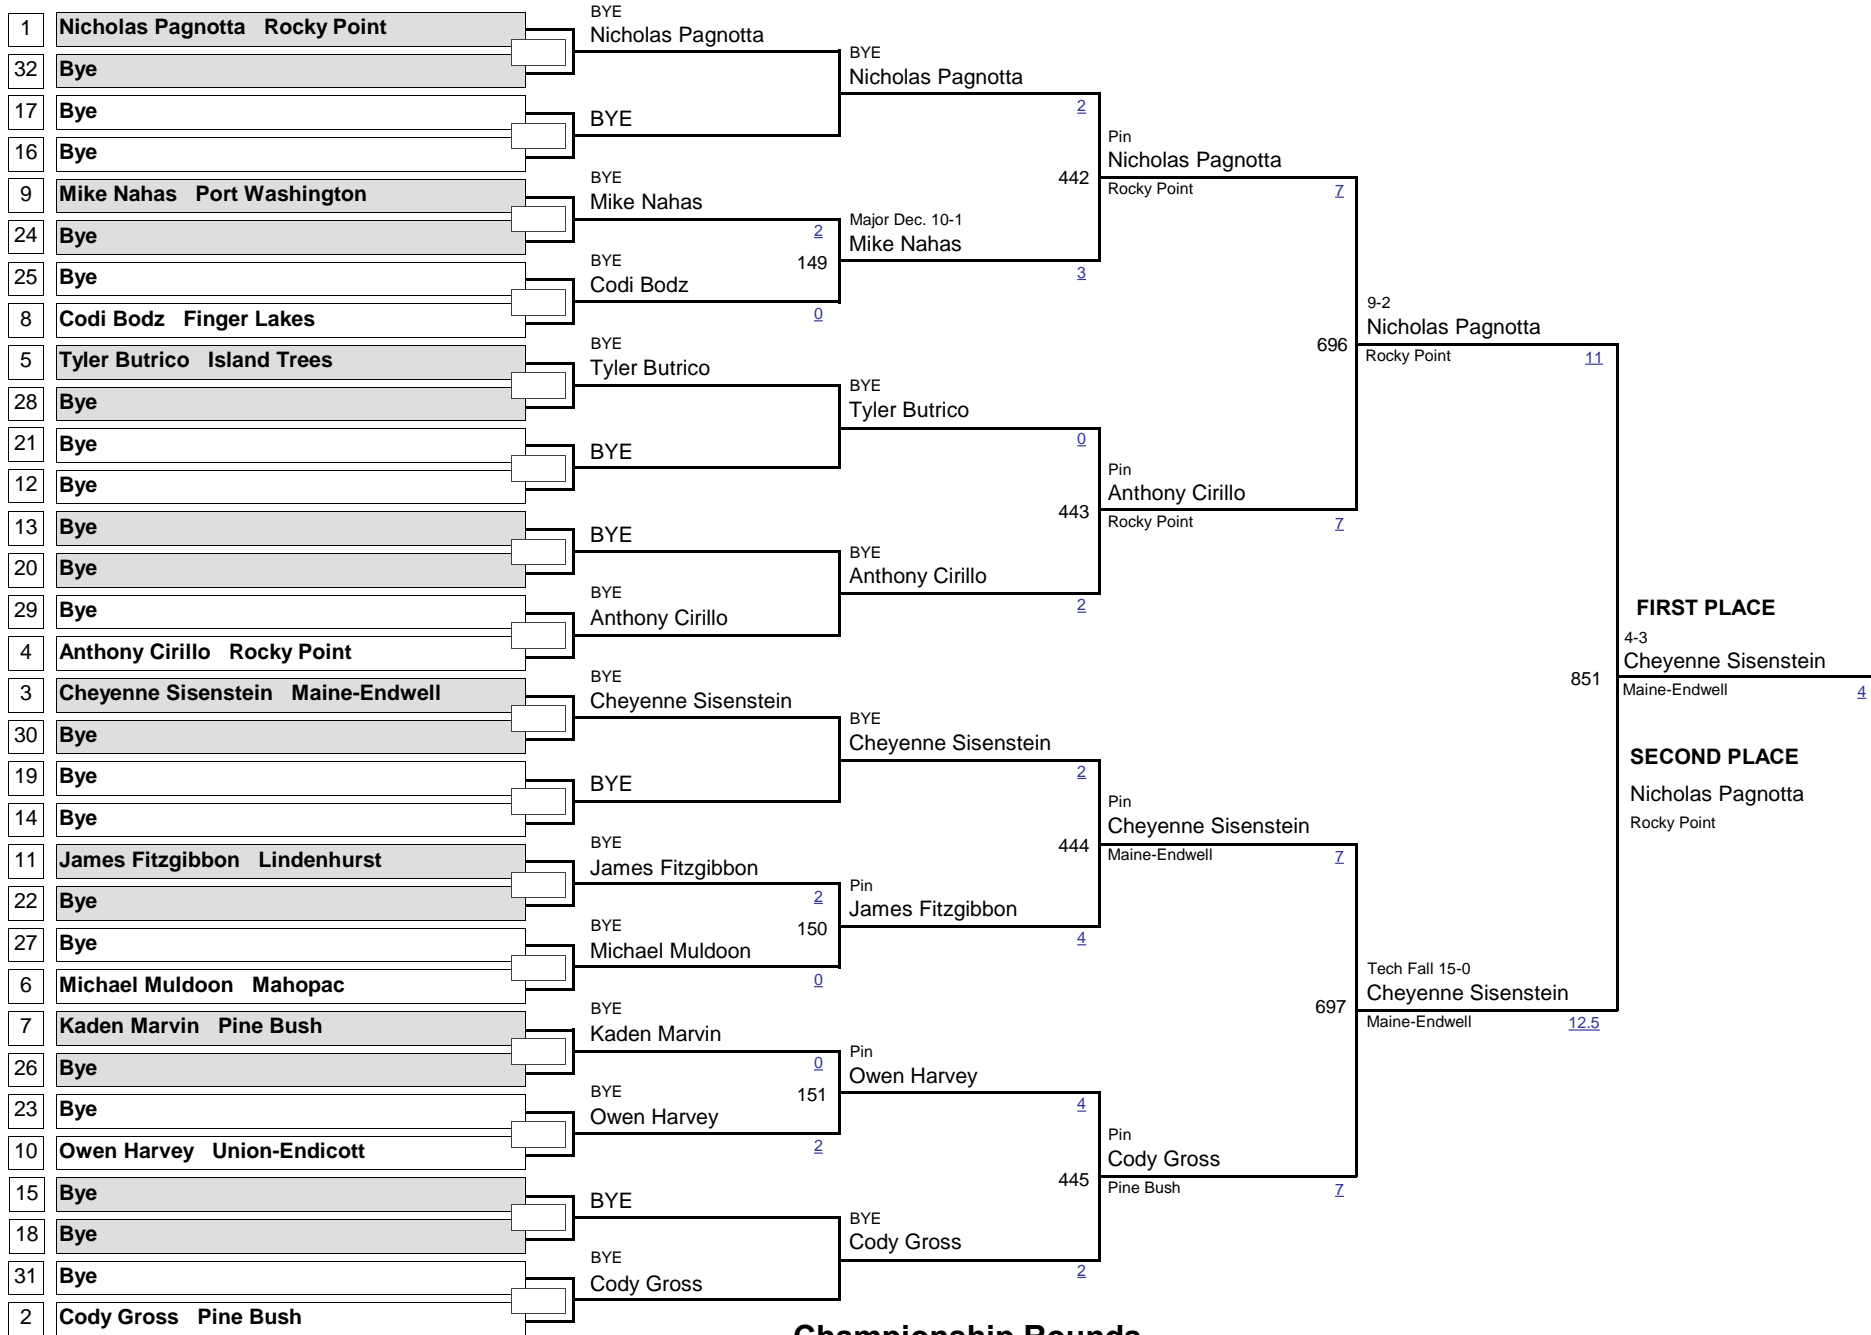 1 Nicholas Pagnotta Rocky Point
32 Bye
17 Bye
16 Bye
9 Mike Nahas Port Washington
24 Bye
25 Bye
8 Codi Bodz Finger Lakes
5 Tyler Butrico Island Trees
28 Bye
21 Bye
12 Bye
13 Bye
20 Bye
29 Bye
4 Anthony Cirillo Rocky Point
3 Cheyenne Sisenstein Maine-Endwell
30 Bye
19 Bye
14 Bye
11 James Fitzgibbon Lindenhurst
22 Bye
27 Bye
6 Michael Muldoon Mahopac
7 Kaden Marvin Pine Bush
26 Bye
23 Bye
10 Owen Harvey Union-Endicott
15 Bye
18 Bye
31 Bye
2 Cody Gross Pine Bush
BYE
Nicholas Pagnotta
BYE
BYE
Mike Nahas
2
149
BYE
Codi Bodz
0
BYE
Tyler Butrico
BYE
BYE
BYE
Anthony Cirillo
BYE
Cheyenne Sisenstein
BYE
BYE
James Fitzgibbon
2
150
BYE
Michael Muldoon
0
BYE
Kaden Marvin
0
151
BYE
Owen Harvey
2
BYE
BYE
Cody Gross
BYE
Nicholas Pagnotta
2
442
Major Dec. 10-1
Mike Nahas
3
BYE
Tyler Butrico
0
443
BYE
Anthony Cirillo
2
BYE
Cheyenne Sisenstein
2
444
Pin
James Fitzgibbon
4
Pin
Owen Harvey
4
445
BYE
Cody Gross
2
Pin
Nicholas Pagnotta
Rocky Point 7
696
Pin
Anthony Cirillo
Rocky Point 7
Pin
Cheyenne Sisenstein
Maine-Endwell 7
697
Pin
Cody Gross
Pine Bush 7
9-2
Nicholas Pagnotta
Rocky Point 11
851
Tech Fall 15-0
Cheyenne Sisenstein
Maine-Endwell 12.5
FIRST PLACE
4-3
Cheyenne Sisenstein
Maine-Endwell 4
SECOND PLACE
Nicholas Pagnotta
Rocky Point
Championship Rounds